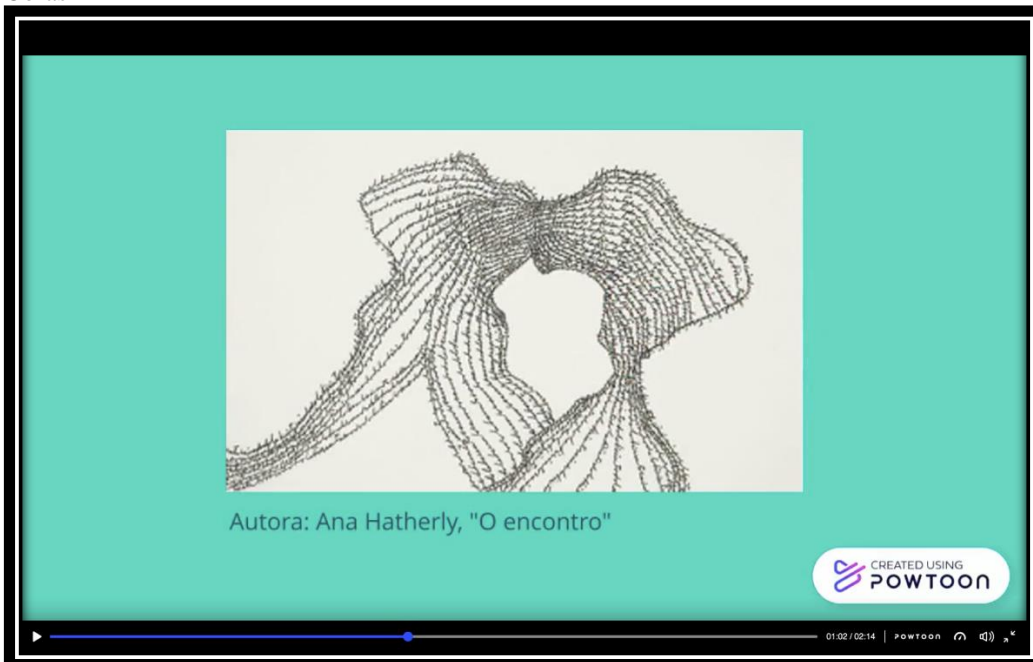 Autora: Ana Hatherly, "O encontro"
CREATED USING
POWTOON
01:02 / 02:14
POWTOON